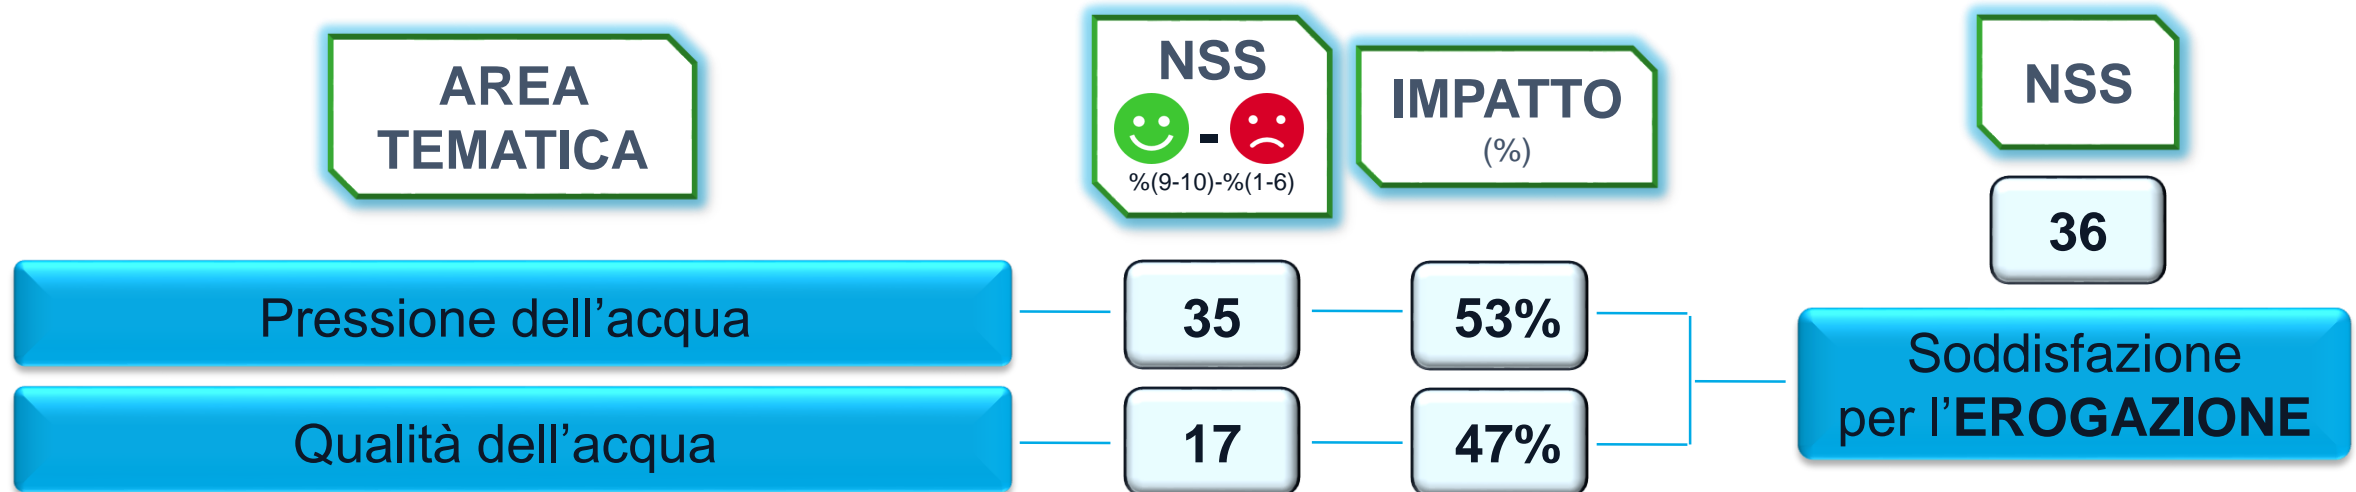 AREA
TEMATICA
NSS
-
%(9-10)-%(1-6)
IMPATTO
(%)
NSS
36
Pressione dell’acqua
35
53%
Qualità dell’acqua
17
47%
Soddisfazione
per l’EROGAZIONE